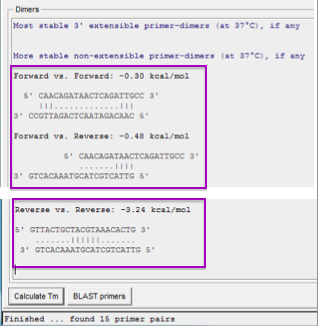 Dimers
Most stable 3' extensible primer-dimers (at 37°C), if any
More stable non-extensible primer-dimers (at 37°C), if any
Forward vs. Forward: -0.30 kcal/mol
5' CAACAGATAACTCAGATTGCC 3'
|||.............|||
3' CCGTTAGACTCAATAGACAAC 5'
Forward vs. Reverse: -0.48 kcal/mol
5' CAACAGATAACTCAGATTGCC 3'
.......||||
3' GTCACAAATGCATCGTCATTG 5'
Reverse vs. Reverse: -3.24 kcal/mol
5' GTTACTGCTACGTAAACACTG 3'
.......||||||.......
3' GTCACAAATGCATCGTCATTG 5'
Calculate Tm BLAST primers
Finished ... found 15 primer pairs